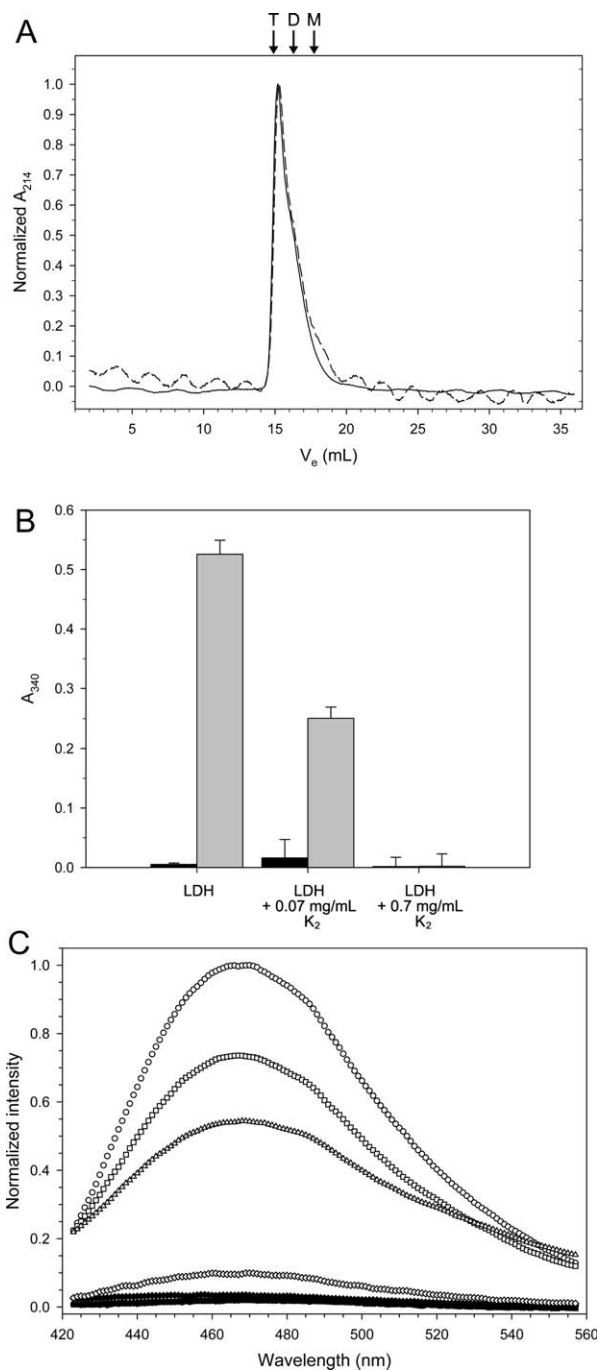 A
T D M
1.0
0.9
0.8
0.7
0.6
0.5
0.4
0.3
0.2
0.1
0.0
Normalized A214
5 10 15 20 25 30 35
Ve (mL)
B
0.6
0.5
0.4
0.3
0.2
0.1
0.0
A340
LDH
LDH
+ 0.07 mg/mL
K2
LDH
+ 0.7 mg/mL
K2
C
1.0
0.8
0.6
0.4
0.2
0.0
Normalized intensity
420 440 460 480 500 520 540 560
Wavelength (nm)